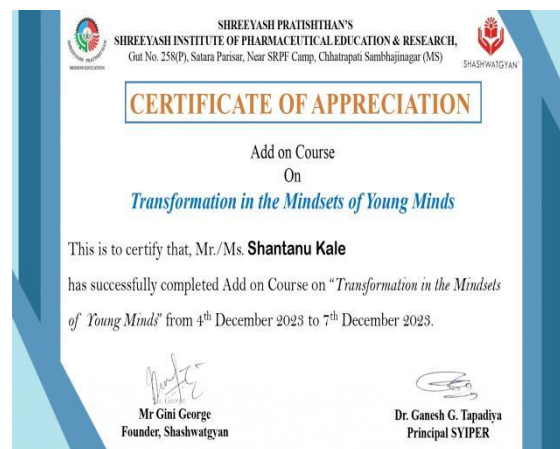 SHREEYASH PRATISHTHAN'S
SHREEYASH INSTITUTE OF PHARMACEUTICAL EDUCATION & RESEARCH,
Gut No. 258(P), Satara Parisar, Near SRPF Camp, Chhatrapati Sambhajinagar (MS)
SHASHWATGYAN
CERTIFICATE OF APPRECIATION
Add on Course
On
Transformation in the Mindsets of Young Minds
This is to certify that, Mr./Ms. Shantanu Kale
has successfully completed Add on Course on “Transformation in the Mindsets
of Young Minds” from 4th December 2023 to 7th December 2023.
Mr Gini George
Founder, Shashwatgyan
Dr. Ganesh G. Tapadiya
Principal SYIPER